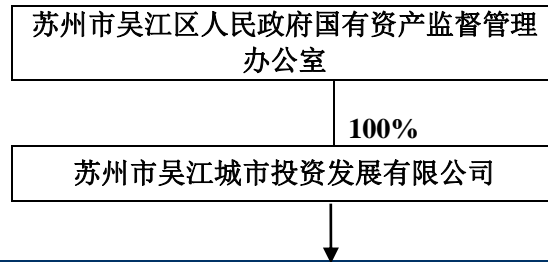 苏州市吴江区人民政府国有资产监督管理
办公室
100%
苏州市吴江城市投资发展有限公司